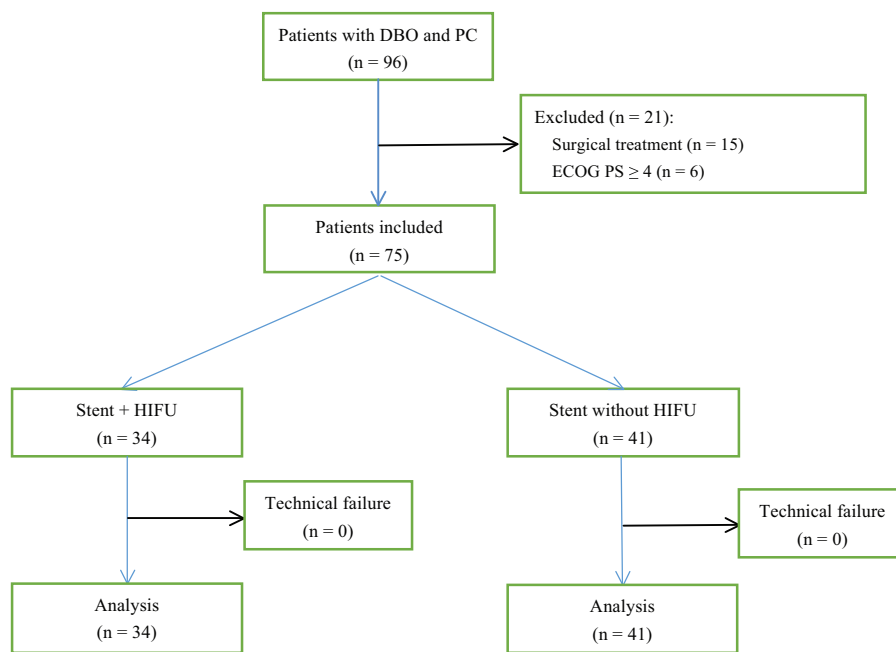 Patients with DBO and PC
(n = 96)
Excluded (n = 21):
Surgical treatment (n = 15)
ECOG PS ≥ 4 (n = 6)
Patients included
(n = 75)
Stent + HIFU
(n = 34)
Stent without HIFU
(n = 41)
Technical failure
(n = 0)
Technical failure
(n = 0)
Analysis
(n = 34)
Analysis
(n = 41)